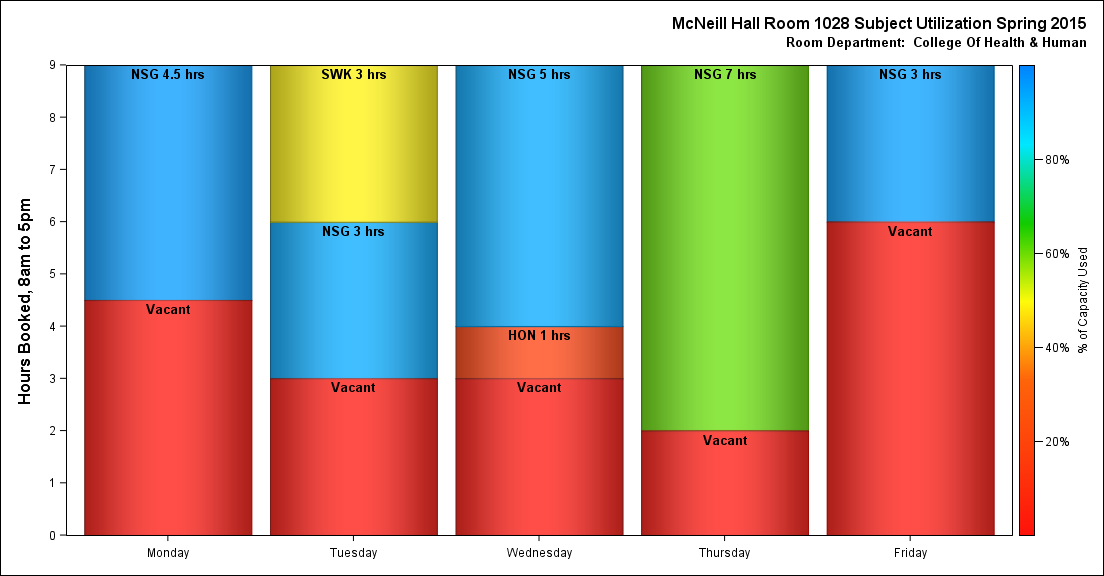 McNeill Hall Room 1028 Subject Utilization Spring 2015
Room Department:  College Of Health & Human
Hours Booked, 8am to 5pm
9
8
7
6
5
4
3
2
1
0
NSG 4.5 hrs
Vacant
SWK 3 hrs
NSG 3 hrs
Vacant
NSG 5 hrs
HON 1 hrs
Vacant
NSG 7 hrs
Vacant
NSG 3 hrs
Vacant
Monday
Tuesday
Wednesday
Thursday
Friday
80%
60%
40%
20%
% of Capacity Used